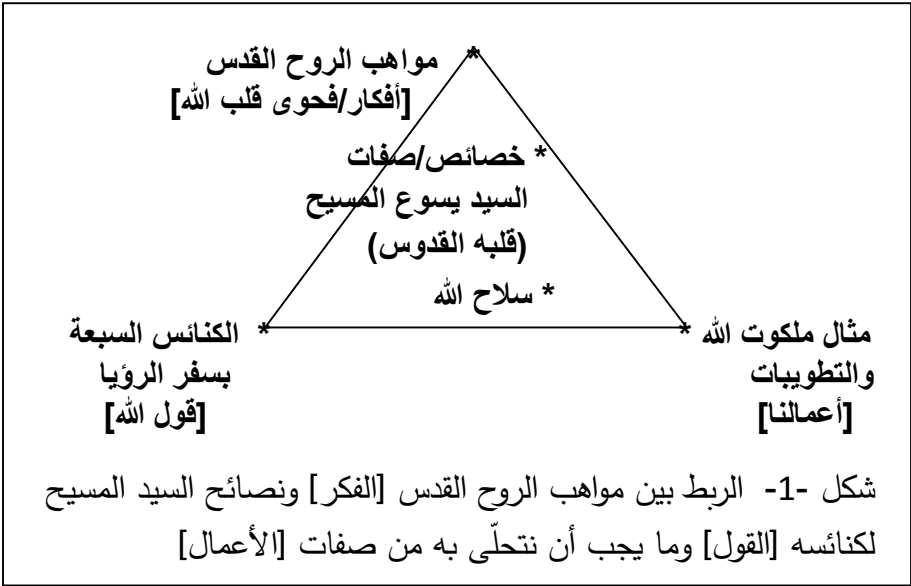 * مواهب الروح القدس
[أفكار/فحوى قلب الله]
* خصائص/صفات
السيد يسوع المسيح
(قلبه القدوس)
* سلاح الله
مثال ملكوت الله *
والتطويبات
[أعمالنا]
* الكنائس السبعة
بسفر الرؤيا
[قول الله]
شكل -1- الربط بين مواهب الروح القدس [الفكر] ونصائح السيد المسيح
لكنائسه [القول] وما يجب أن نتحلّى به من صفات [الأعمال]